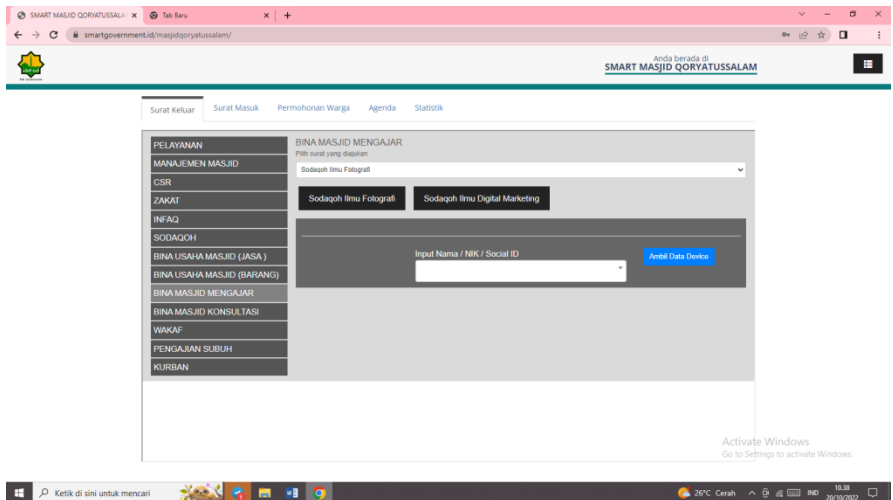 SMART MASJID QORYATUSSALA
Tab Baru
smartgovernment.id/masjidqoryatussalam/
Anda berada di
SMART MASJID QORYATUSSALAM
Surat Keluar
Surat Masuk
Permohonan Warga
Agenda
Statistik
PELAYANAN
MANAJEMEN MASJID
CSR
ZAKAT
INFAQ
SODAQOH
BINA USAHA MASJID (JASA )
BINA USAHA MASJID (BARANG)
BINA MASJID MENGAJAR
BINA MASJID KONSULTASI
WAKAF
PENGAJIAN SUBUH
KURBAN
BINA MASJID MENGAJAR
Pilih surat yang diajukan
Sodaqoh Ilmu Fotografi
Sodaqoh Ilmu Fotografi
Sodaqoh Ilmu Digital Marketing
Input Nama / NIK / Social ID
Ambil Data Device
Activate Windows
Go to Settings to activate Windows.
Ketik di sini untuk mencari
26°C Cerah
IND
10.38
20/10/2022